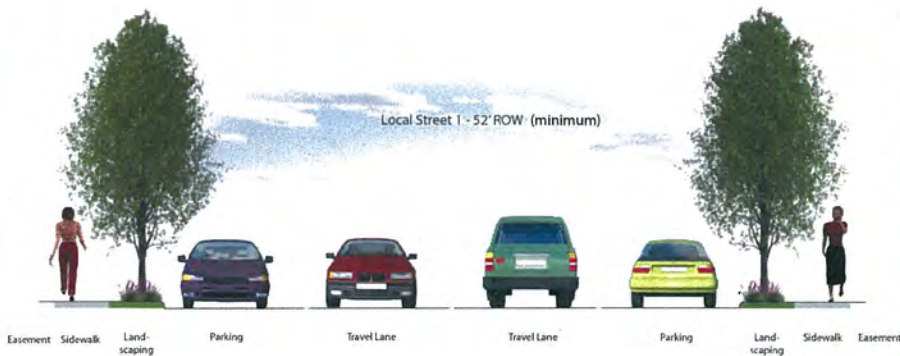 Local Street 1 - 52' ROW (minimum)
Easement Sidewalk Land-
scaping Parking Travel Lane Travel Lane Parking Land-
scaping Sidewalk Easement